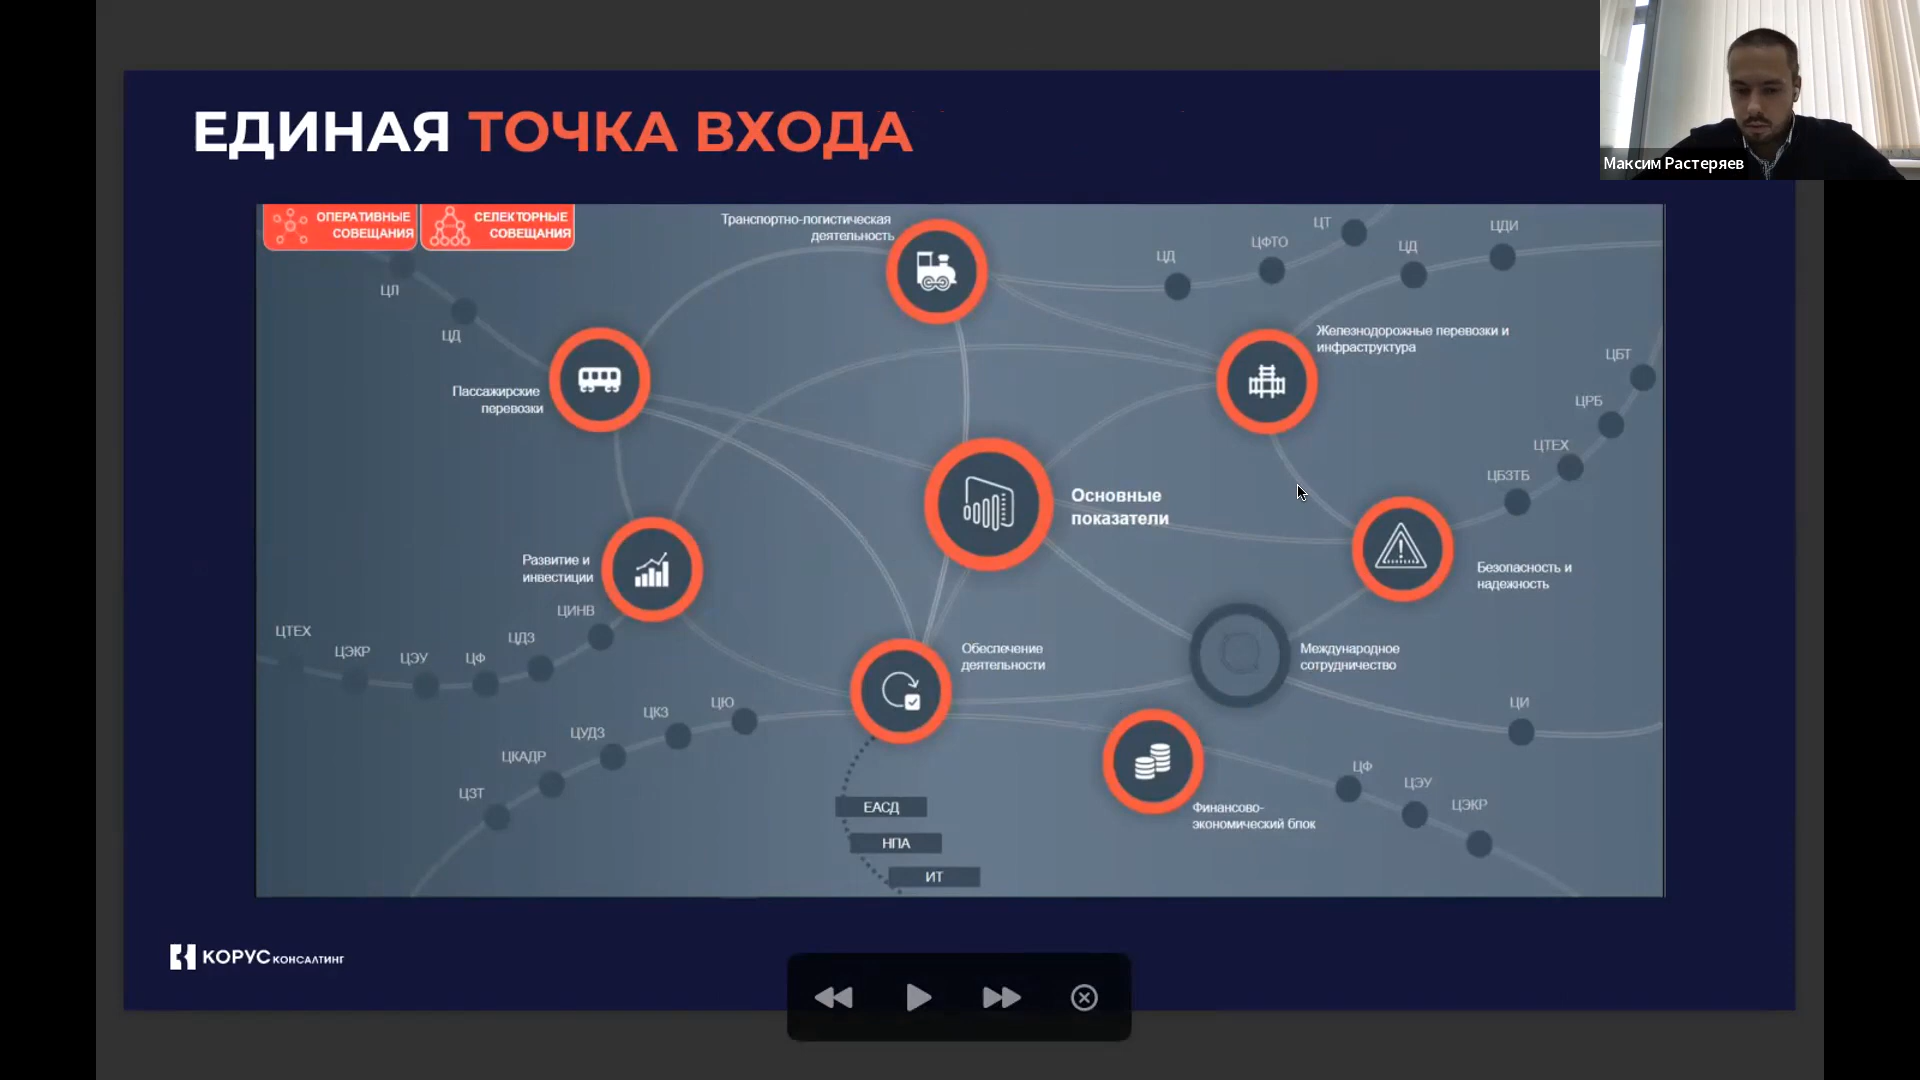 ЕДИНАЯ ТОЧКА ВХОДА
Максим Растеряев
ОПЕРАТИВНЫЕ
СОВЕЩАНИЯ
СЕЛЕКТОРНЫЕ
СОВЕЩАНИЯ
Транспортно-логистическая
деятельность
ЦД
ЦФТО
ЦТ
ЦД
ЦДИ
ЦЛ
ЦД
Пассажирские
перевозки
Железнодорожные перевозки и
инфраструктура
ЦБТ
ЦРБ
ЦТЕХ
ЦБЗТБ
Основные
показатели
Безопасность и
надежность
Развитие и
инвестиции
ЦИНВ
ЦДЗ
ЦФ
ЦЭУ
ЦЭКР
ЦТЕХ
Обеспечение
деятельности
Международное
сотрудничество
ЦИ
ЦЮ
ЦКЗ
ЦУДЗ
ЦКАДР
ЦЗТ
ЕАСД
НПА
ИТ
Финансово-
экономический блок
ЦФ
ЦЭУ
ЦЭКР
КОРУС КОНСАЛТИНГ